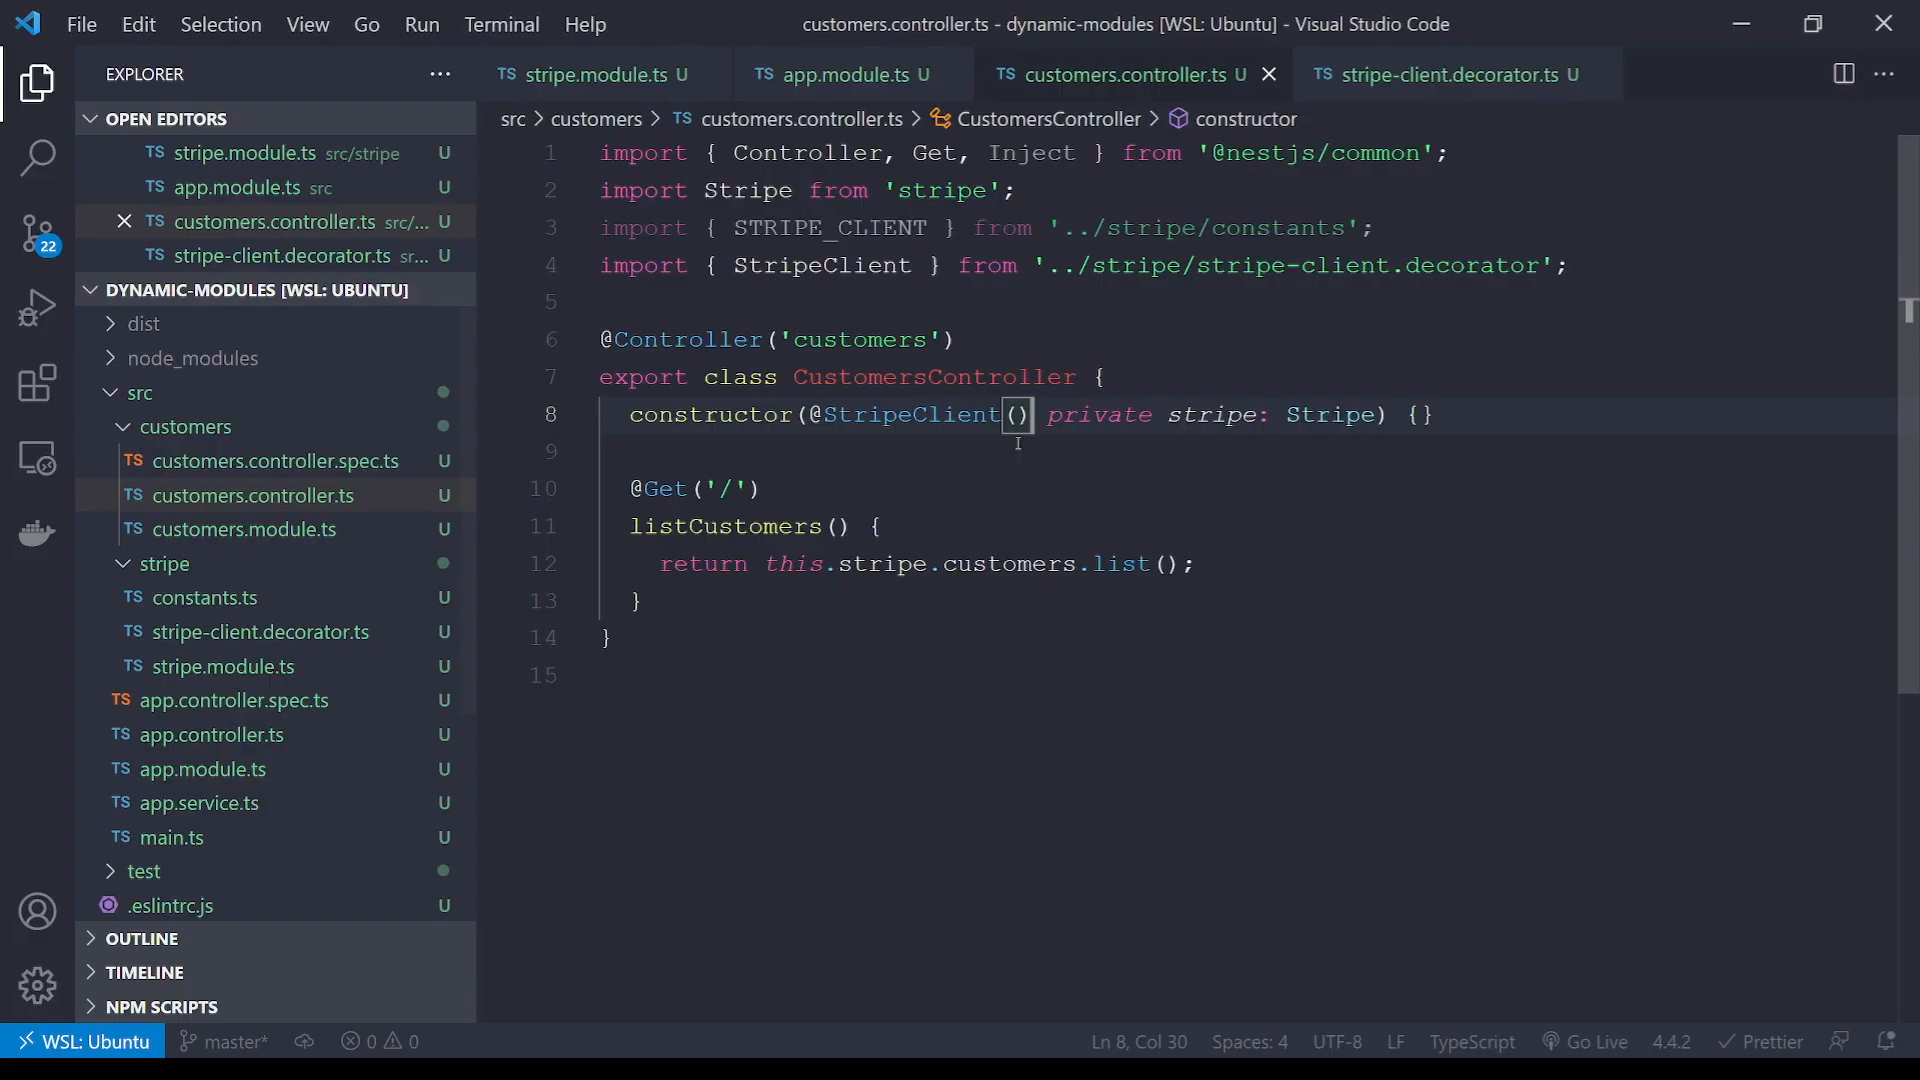 File Edit Selection View Go Run Terminal Help
customers.controller.ts - dynamic-modules [WSL: Ubuntu] - Visual Studio Code
EXPLORER
TS stripe.module.ts U
TS app.module.ts U
TS customers.controller.ts U
TS stripe-client.decorator.ts U
OPEN EDITORS
TS stripe.module.ts src/stripe U
TS app.module.ts src U
TS customers.controller.ts src/... U
TS stripe-client.decorator.ts sr... U
DYNAMIC-MODULES [WSL: UBUNTU]
dist
node_modules
src
customers
TS customers.controller.spec.ts U
TS customers.controller.ts U
TS customers.module.ts U
stripe
TS constants.ts U
TS stripe-client.decorator.ts U
TS stripe.module.ts U
TS app.controller.spec.ts U
TS app.controller.ts U
TS app.module.ts U
TS app.service.ts U
TS main.ts U
test
.eslintrc.js U
OUTLINE
TIMELINE
NPM SCRIPTS
22
src > customers > TS customers.controller.ts > CustomersController > constructor
1 import { Controller, Get, Inject } from '@nestjs/common';
2 import Stripe from 'stripe';
3 import { STRIPE_CLIENT } from '../stripe/constants';
4 import { StripeClient } from '../stripe/stripe-client.decorator';
5
6 @Controller('customers')
7 export class CustomersController {
8 constructor(@StripeClient() private stripe: Stripe) {}
9
10 @Get('/')
11 listCustomers() {
12 return this.stripe.customers.list();
13 }
14 }
15
WSL: Ubuntu master* 0 0
Ln 8, Col 30 Spaces: 4 UTF-8 LF TypeScript Go Live 4.4.2 Prettier